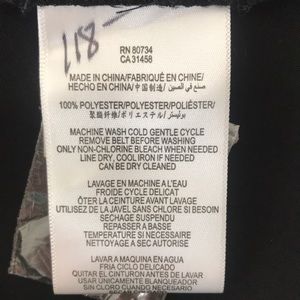 118
RN 80734
CA 31458
MADE IN CHINA/FABRIQUÉ EN CHINE/
HECHO EN CHINA/中国制造/صنع في الصين
100% POLYESTER/POLYESTER/POLIÉSTER/
聚酯纤维/ポリエステル/بوليستر
MACHINE WASH COLD GENTLE CYCLE
REMOVE BELT BEFORE WASHING
ONLY NON-CHLORINE BLEACH WHEN NEEDED
LINE DRY, COOL IRON IF NEEDED
CAN BE DRY CLEANED
LAVAGE EN MACHINE A L'EAU
FROIDE CYCLE DELICAT
ÔTER LA CEINTURE AVANT LAVAGE
UTILISEZ DE LA JAVEL SANS CHLORE SI BESOIN
SECHAGE SUSPENDU
REPASSER A BASSE
TEMPERATURE SI NECESSAIRE
NETTOYAGE A SEC AUTORISE
LAVAR A MAQUINA EN AGUA
FRIA CICLO DELICADO
QUITAR EL CINTURON ANTES DE LAVAR
USAR UNICAMENTE BLANQUEADOR
SIN CLORO CUANDO NECESARIO